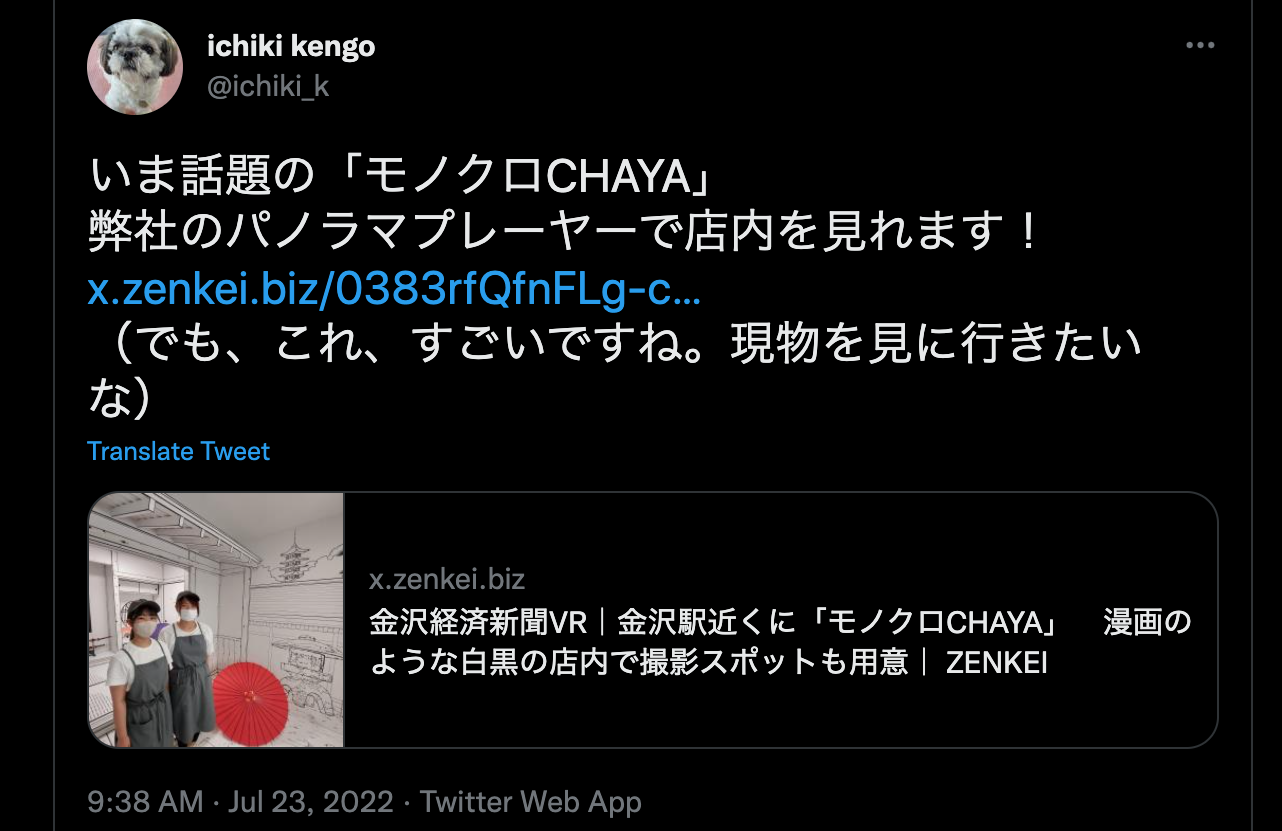 ichiki kengo
@ichiki_k
いま話題の「モノクロCHAYA」
弊社のパノラマプレーヤーで店内を見れます！
x.zenkei.biz/0383rfQfnFLg-c…
（でも、これ、すごいですね。現物を見に行きたい
な）
Translate Tweet
x.zenkei.biz
金沢経済新聞VR｜金沢駅近くに「モノクロCHAYA」　漫画の
ような白黒の店内で撮影スポットも用意｜ ZENKEI
9:38 AM · Jul 23, 2022 · Twitter Web App